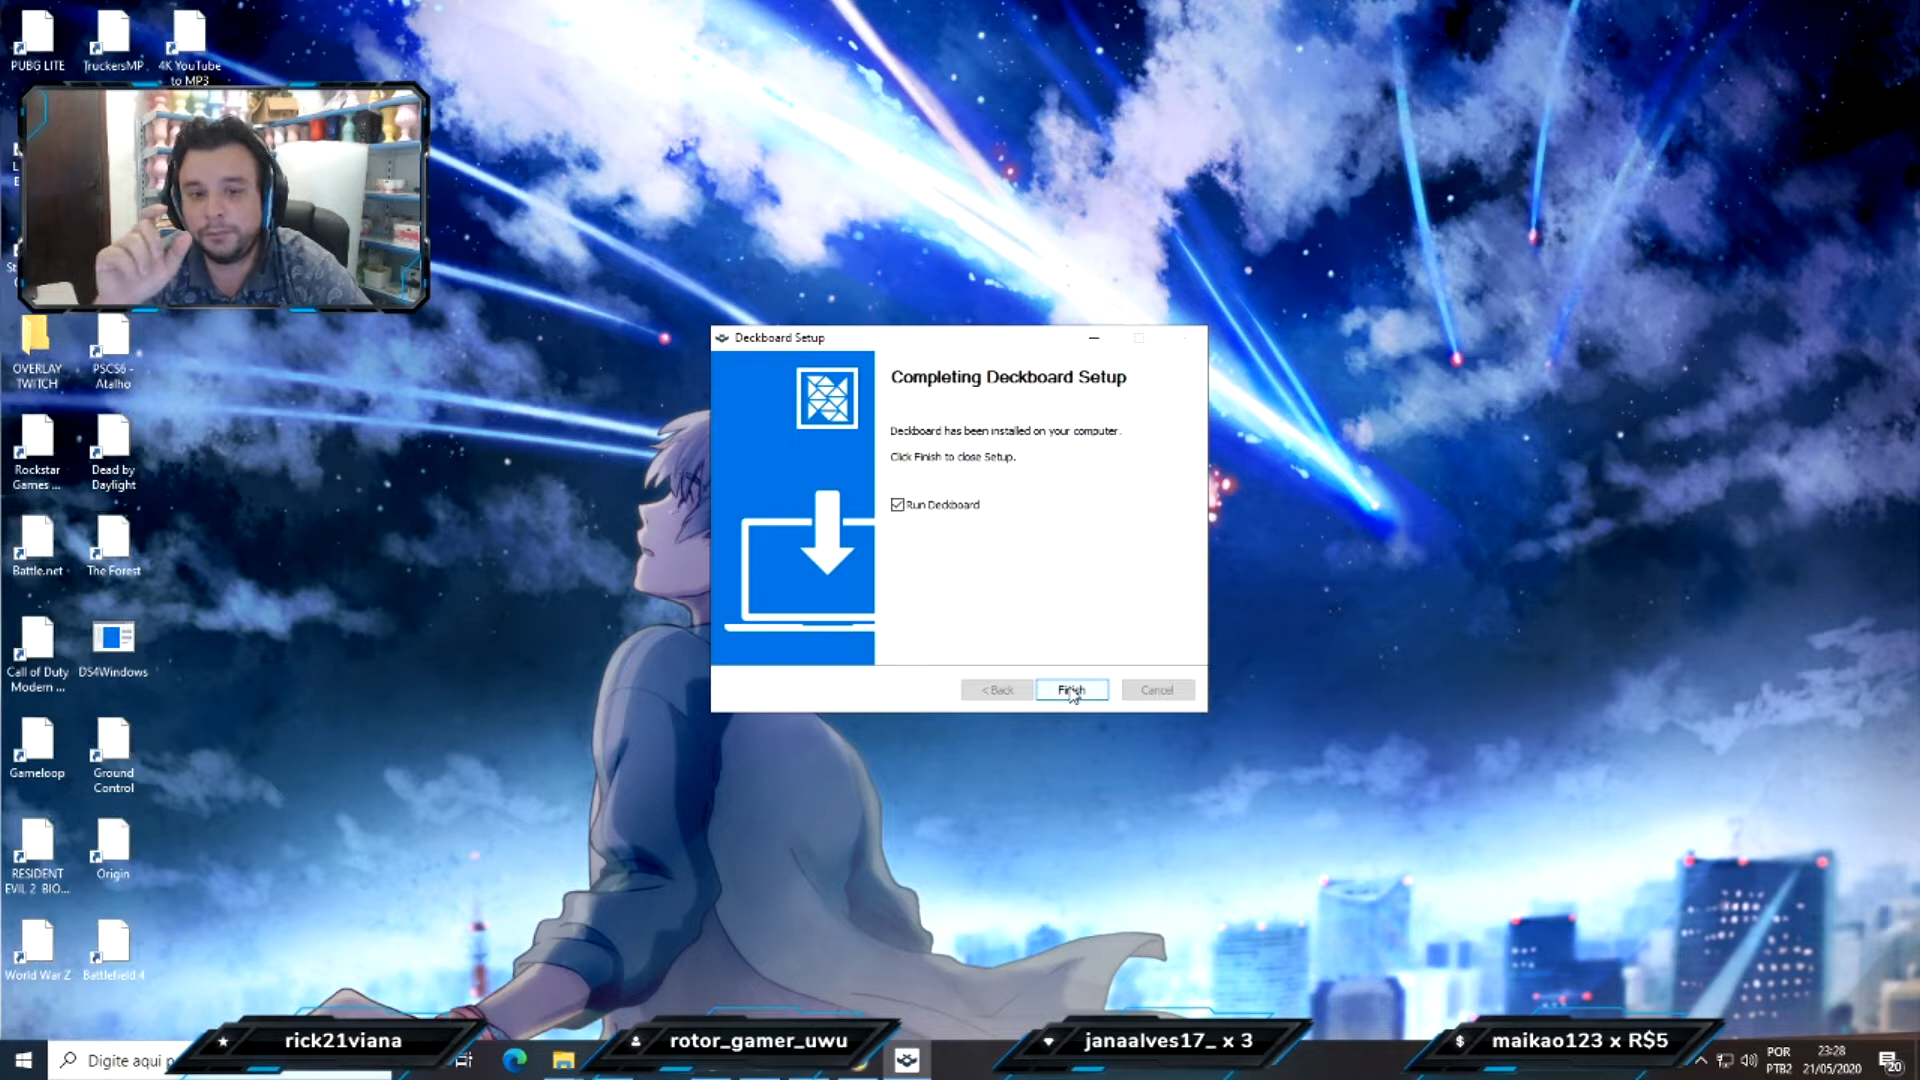 PUBG LITE
TruckersMP
4K YouTube
to MP3
OVERLAY
TWITCH
PSCS6 -
Atalho
Rockstar
Games ...
Dead by
Daylight
Battle.net
The Forest
Call of Duty
Modern ...
DS4Windows
Gameloop
Ground
Control
RESIDENT
EVIL 2 BIO...
Origin
World War Z
Battlefield 4
Deckboard Setup
Completing Deckboard Setup
Deckboard has been installed on your computer.
Click Finish to close Setup.
Run Deckboard
< Back
Finish
Cancel
rick21viana
rotor_gamer_uwu
janaalves17_ x 3
maikao123 x R$5
Digite aqui p
POR
PTB2
23:28
21/05/2020
20